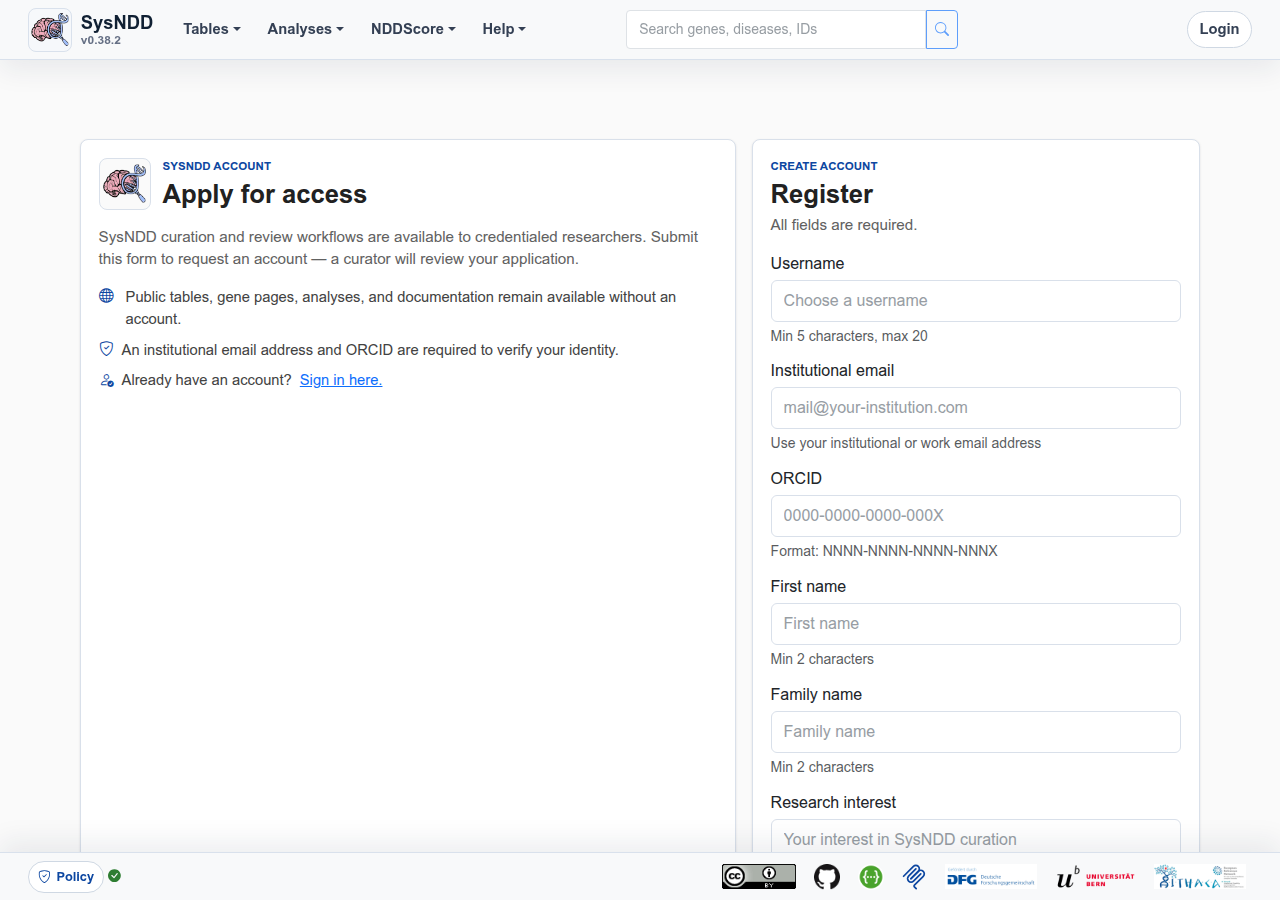 SysNDD
v0.38.2
Tables
Analyses
NDDScore
Help
Search genes, diseases, IDs
Login
SYSNDD ACCOUNT
Apply for access
SysNDD curation and review workflows are available to credentialed researchers. Submit
this form to request an account — a curator will review your application.
Public tables, gene pages, analyses, and documentation remain available without an
account.
An institutional email address and ORCID are required to verify your identity.
Already have an account? Sign in here.
CREATE ACCOUNT
Register
All fields are required.
Username
Choose a username
Min 5 characters, max 20
Institutional email
mail@your-institution.com
Use your institutional or work email address
ORCID
0000-0000-0000-000X
Format: NNNN-NNNN-NNNN-NNNX
First name
First name
Min 2 characters
Family name
Family name
Min 2 characters
Research interest
Your interest in SysNDD curation
Policy
cc
BY
DFG Deutsche
Forschungsgemeinschaft
u b
UNIVERSITÄT
BERN
ITHACA